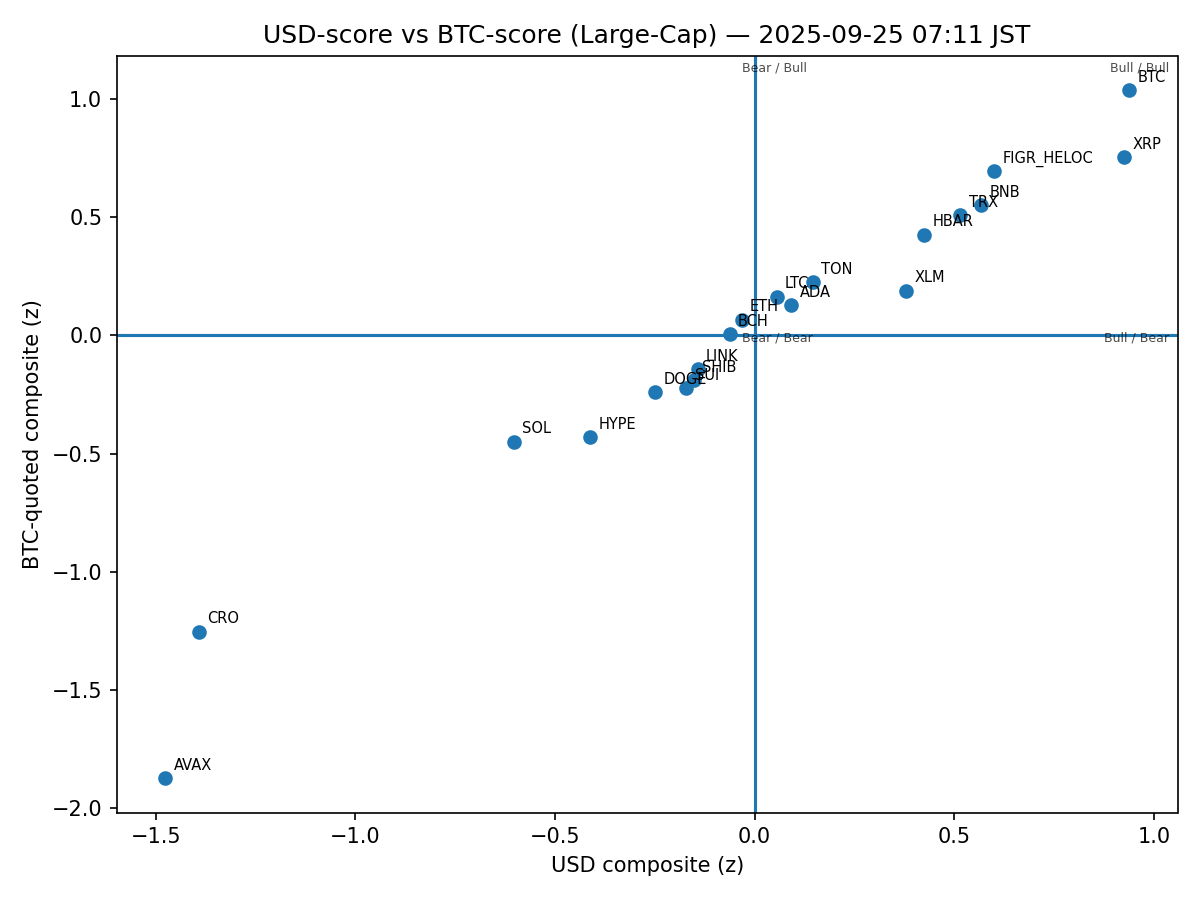 USD-score vs BTC-score (Large-Cap) — 2025-09-25 07:11 JST
Bear / Bull
Bull / Bull
BTC
XRP
FIGR_HELOC
BNB
TRX
HBAR
TON
XLM
LTC
ADA
ETH
BCH
Bear / Bear
Bull / Bear
LINK
SHIB
SUI
DOGE
HYPE
SOL
CRO
AVAX
1.0
0.5
0.0
−0.5
−1.0
−1.5
−2.0
BTC-quoted composite (z)
−1.5
−1.0
−0.5
0.0
0.5
1.0
USD composite (z)